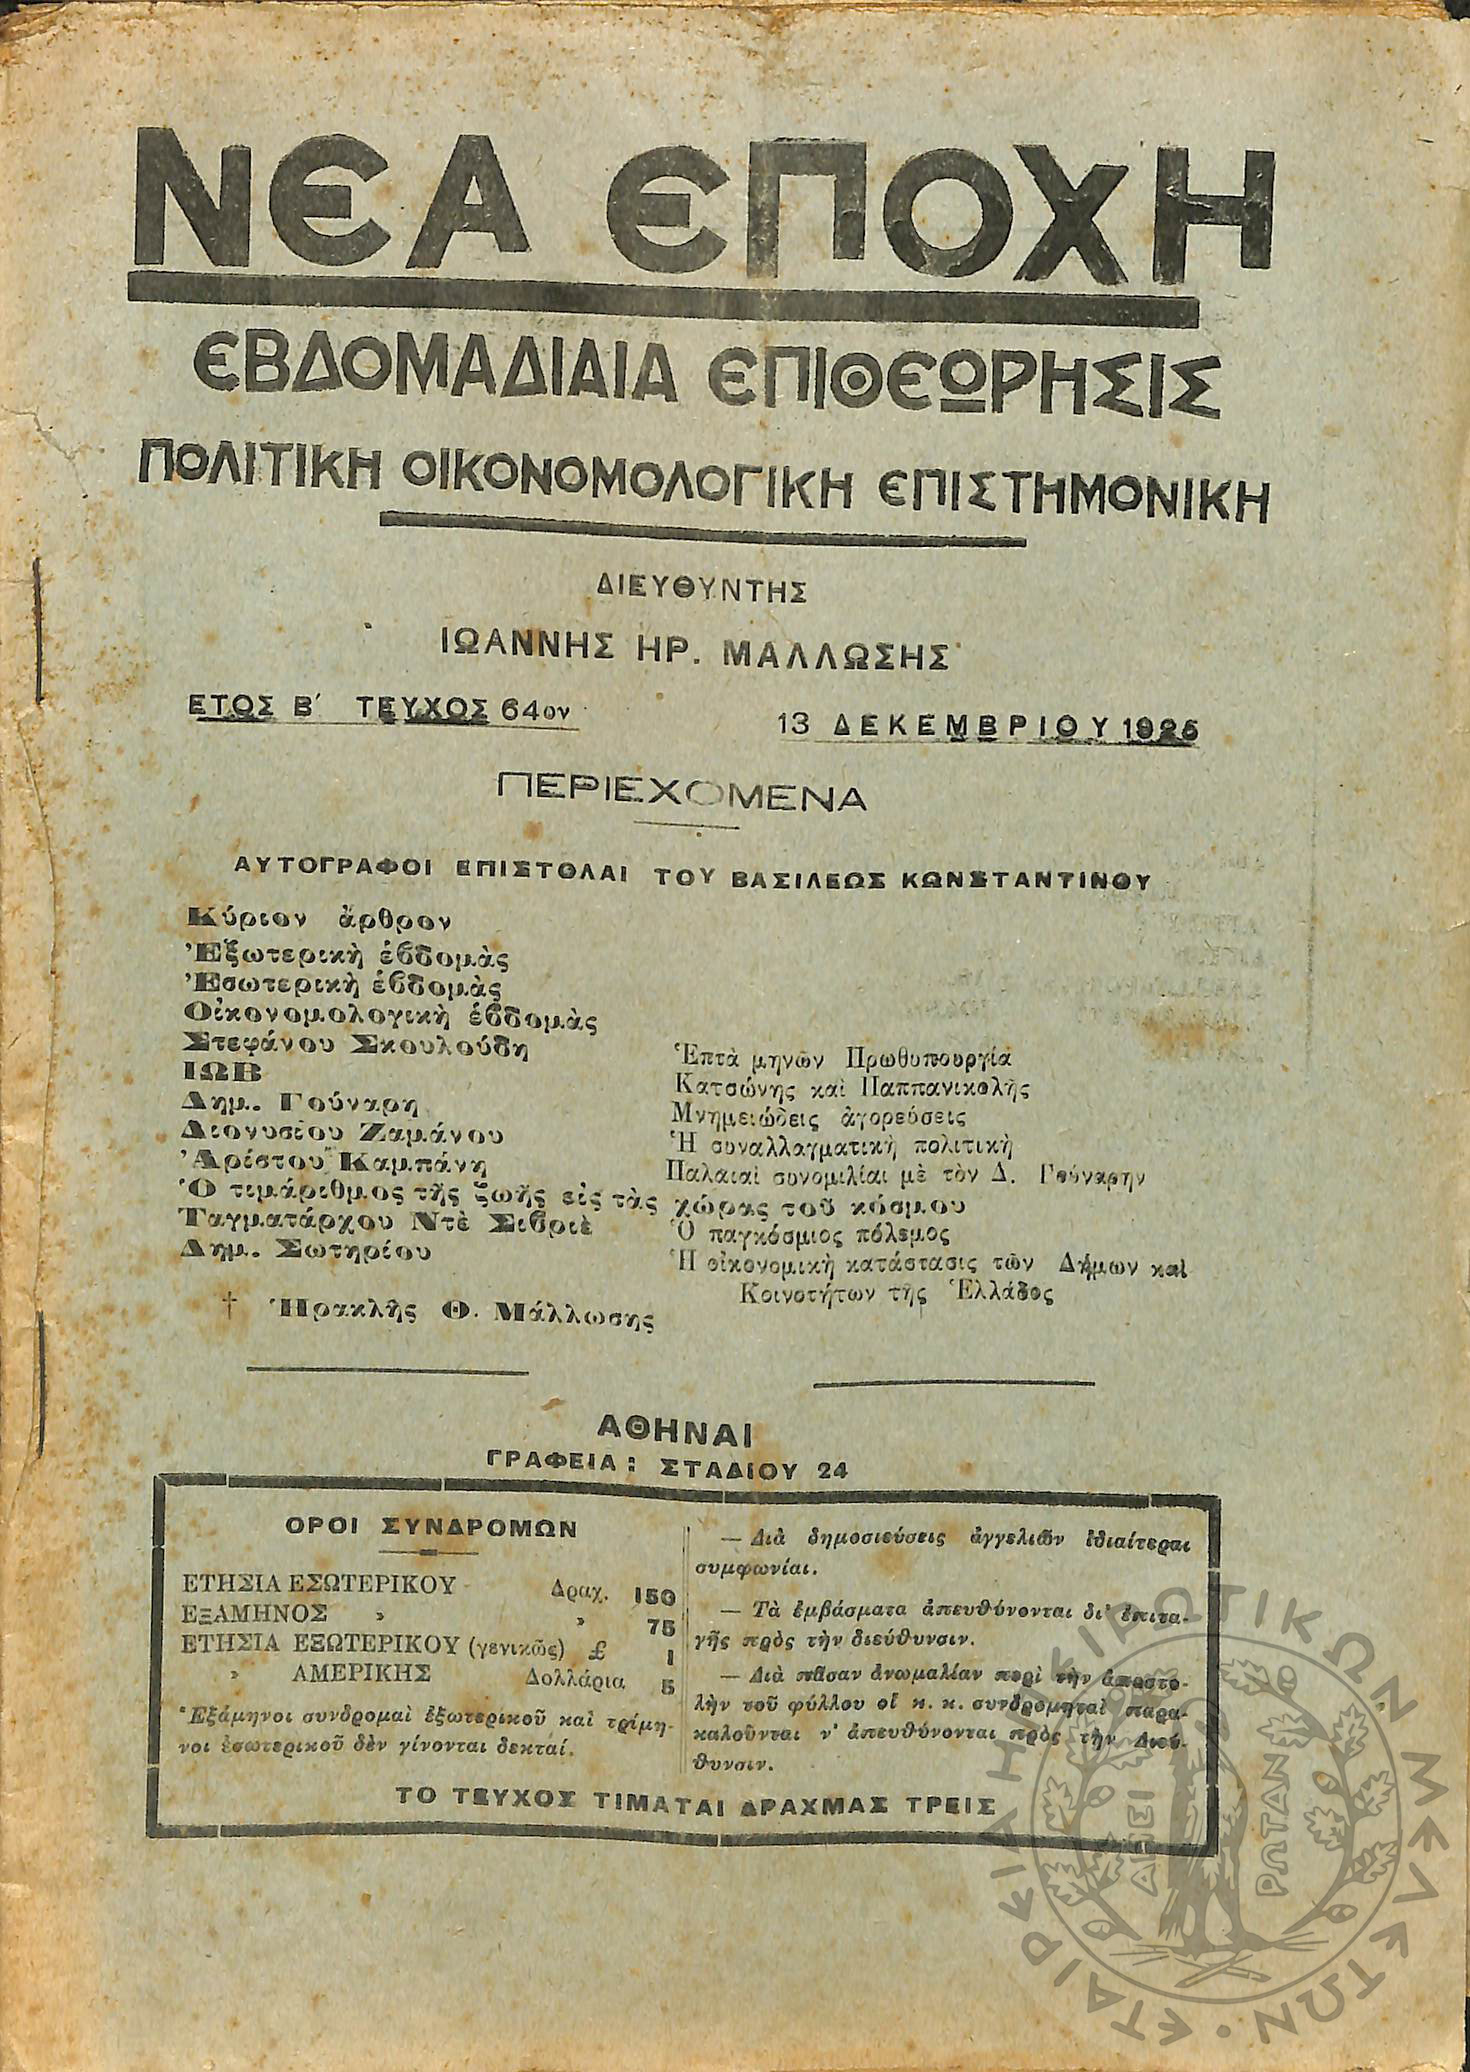 ΝΕΑ ΕΠΟΧΗ
ΕΒΔΟΜΑΔΙΑΙΑ ΕΠΙΘΕΩΡΗΣΙΣ
ΠΟΛΙΤΙΚΗ ΟΙΚΟΝΟΜΟΛΟΓΙΚΗ ΕΠΙΣΤΗΜΟΝΙΚΗ
ΔΙΕΥΘΥΝΤΗΣ
ΙΩΑΝΝΗΣ ΗΡ. ΜΑΛΛΩΣΗΣ
ΕΤΟΣ Β΄ ΤΕΥΧΟΣ 64ον
13 ΔΕΚΕΜΒΡΙΟΥ
ΠΕΡΙΕΧΟΜΕΝΑ
ΑΥΤΟΓΡΑΦΟΙ ΕΠΙΣΤΟΛΑΙ ΤΟΥ ΒΑΣΙΛΕΩΣ ΚΩΝΣΤΑΝΤΙΝΟΥ
Κύριον ἄρθρον
Ἐξωτερικὴ ἑβδομὰς
Ἐσωτερικὴ ἑβδομὰς
Οἰκονομολογικὴ ἑβδομὰς
Στεφάνου Σκουλούδη Ἑπτὰ μηνῶν Πρωθυπουργία
ΙΩΒ Κατσώνης καὶ Παππανικολῆς
Δημ. Γούναρη Μνημειώδεις ἀγορεύσεις
Διονυσίου Ζαμάνου Ἡ συναλλαγματικὴ πολιτικὴ
Ἀρίστου Καμπάνη Παλαιαὶ συνομιλίαι μὲ τὸν Δ. Γούναρην
Ὁ τιμάριθμος τῆς ζωῆς εἰς τὰς χώρας τοῦ κόσμου
Ταγματάρχου Ντὲ Σιβριὲ Ὁ παγκόσμιος πόλεμος
Δημ. Σωτηρίου Ἡ οἰκονομικὴ κατάστασις τῶν Δήμων καὶ
Κοινοτήτων τῆς Ἑλλάδος
† Ἡρακλῆς Θ. Μάλλωσης
ΑΘΗΝΑΙ
ΓΡΑΦΕΙΑ: ΣΤΑΔΙΟΥ 24
ΟΡΟΙ ΣΥΝΔΡΟΜΩΝ
ΕΤΗΣΙΑ ΕΣΩΤΕΡΙΚΟΥ Δραχ. 150
ΕΞΑΜΗΝΟΣ » » 75
ΕΤΗΣΙΑ ΕΞΩΤΕΡΙΚΟΥ (γενικῶς) £ 1
» ΑΜΕΡΙΚΗΣ Δολλάρια 5
Ἑξάμηνοι συνδρομαὶ ἐξωτερικοῦ καὶ τρίμη-
νοι ἐσωτερικοῦ δὲν γίνονται δεκταί.
— Διὰ δημοσιεύσεις ἀγγελιῶν ἰδιαίτεραι
συμφωνίαι.
— Τὰ ἐμβάσματα ἀπευθύνονται δι' ἐπιτα-
γῆς πρὸς τὴν διεύθυνσιν.
— Διὰ πᾶσαν ἀνωμαλίαν περὶ τὴν ἀποστο-
λὴν τοῦ φύλλου οἱ κ. κ. συνδρομηταὶ παρα-
καλοῦνται ν' ἀπευθύνονται πρὸς τὴν Διεύ-
θυνσιν.
ΤΟ ΤΕΥΧΟΣ ΤΙΜΑΤΑΙ ΔΡΑΧΜΑΣ ΤΡΕΙΣ
ΕΤΑΙΡΕΙΑ ΗΠΕΙΡΩΤΙΚΩΝ ΜΕΛΕΤΩΝ
ΑΠΕΙ
ΡΩΤΑΝ